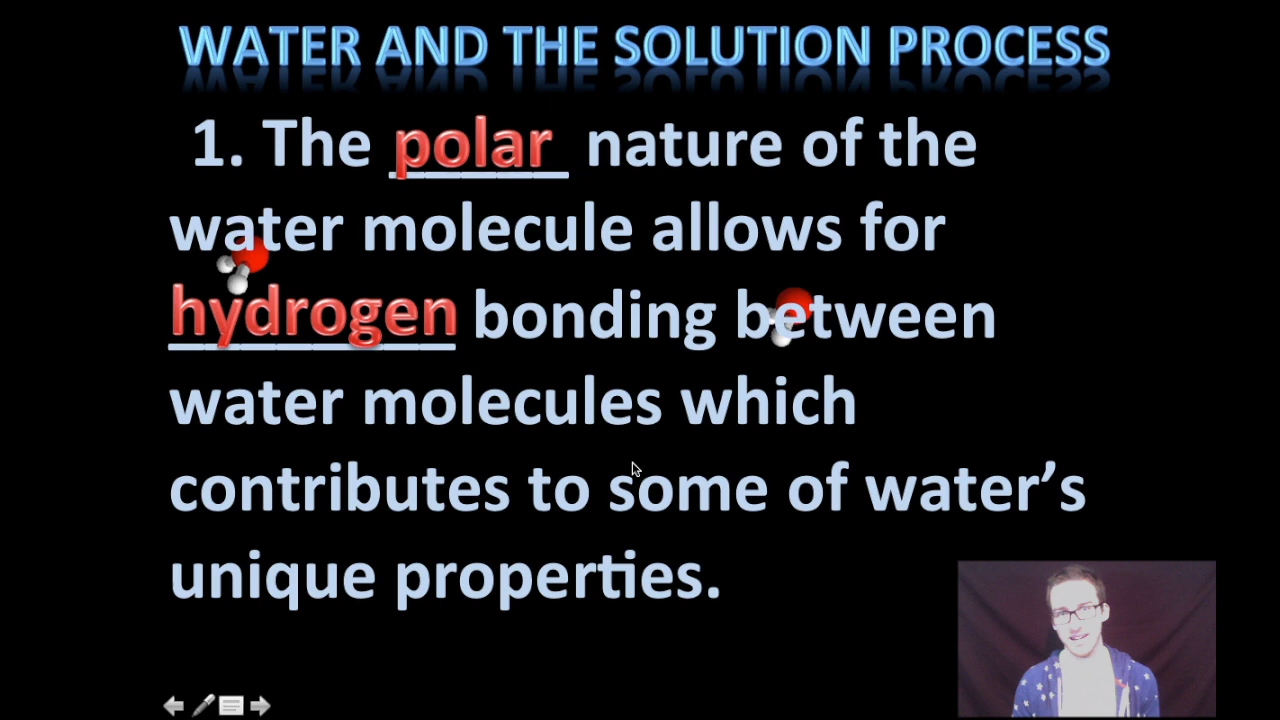 WATER AND THE SOLUTION PROCESS
1. The polar nature of the
water molecule allows for
hydrogen bonding between
water molecules which
contributes to some of water’s
unique properties.